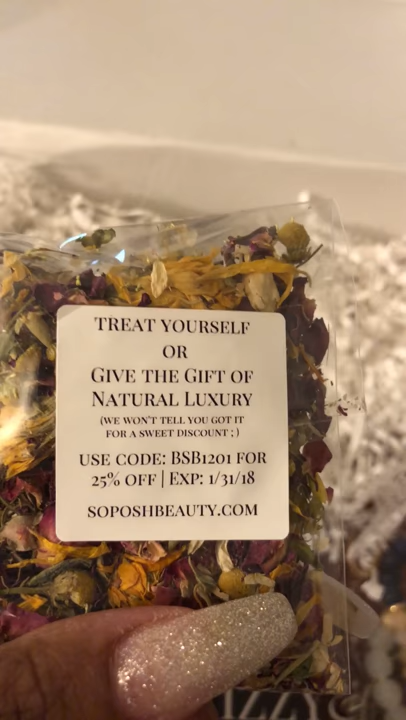 TREAT YOURSELF
OR
GIVE THE GIFT OF
NATURAL LUXURY
(WE WON'T TELL YOU GOT IT
FOR A SWEET DISCOUNT ; )
USE CODE: BSB1201 FOR
25% OFF | EXP: 1/31/18
SOPOSHBEAUTY.COM